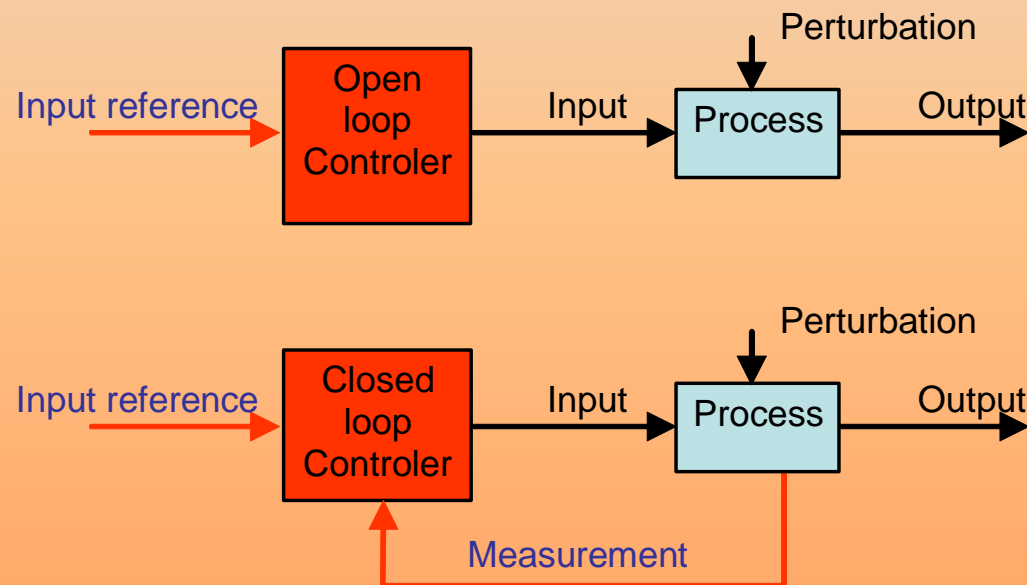 Perturbation
Input reference
Open
loop
Controler
Input
Process
Output
Perturbation
Input reference
Closed
loop
Controler
Input
Process
Output
Measurement